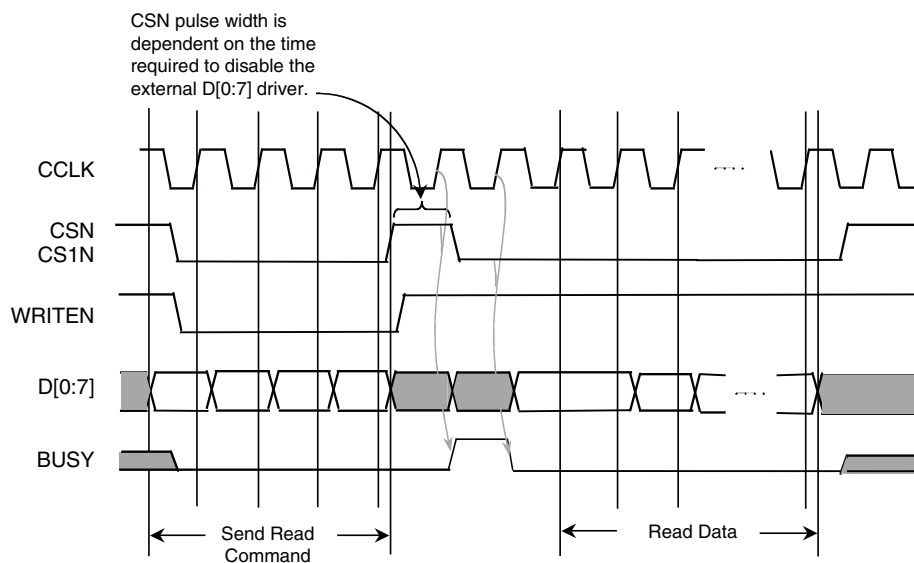 CSN pulse width is
dependent on the time
required to disable the
external D[0:7] driver.
CCLK
CSN
CS1N
WRITEN
D[0:7]
BUSY
Send Read
Command
Read Data